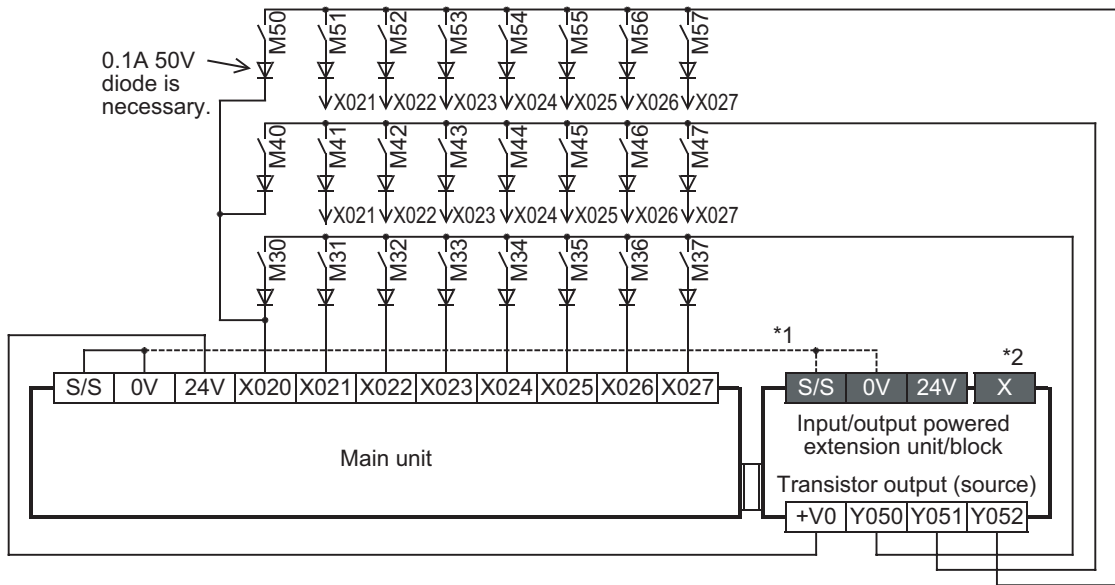 M50 M51 M52 M53 M54 M55 M56 M57
0.1A 50V
diode is
necessary.
X021 X022 X023 X024 X025 X026 X027
M40 M41 M42 M43 M44 M45 M46 M47
X021 X022 X023 X024 X025 X026 X027
M30 M31 M32 M33 M34 M35 M36 M37
*1
*2
S/S 0V 24V X020 X021 X022 X023 X024 X025 X026 X027
S/S 0V 24V X
Main unit
Input/output powered
extension unit/block
Transistor output (source)
+V0 Y050 Y051 Y052